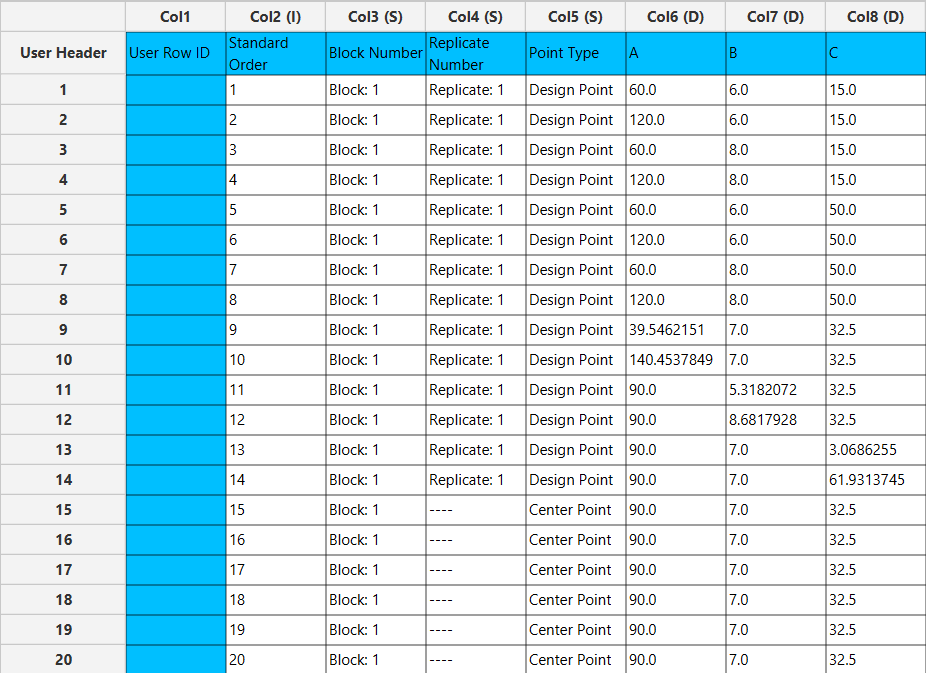 Col1 Col2 (I) Col3 (S) Col4 (S) Col5 (S) Col6 (D) Col7 (D) Col8 (D)
User Header User Row ID Standard Order Block Number Replicate Number Point Type A B C
1 1 Block: 1 Replicate: 1 Design Point 60.0 6.0 15.0
2 2 Block: 1 Replicate: 1 Design Point 120.0 6.0 15.0
3 3 Block: 1 Replicate: 1 Design Point 60.0 8.0 15.0
4 4 Block: 1 Replicate: 1 Design Point 120.0 8.0 15.0
5 5 Block: 1 Replicate: 1 Design Point 60.0 6.0 50.0
6 6 Block: 1 Replicate: 1 Design Point 120.0 6.0 50.0
7 7 Block: 1 Replicate: 1 Design Point 60.0 8.0 50.0
8 8 Block: 1 Replicate: 1 Design Point 120.0 8.0 50.0
9 9 Block: 1 Replicate: 1 Design Point 39.5462151 7.0 32.5
10 10 Block: 1 Replicate: 1 Design Point 140.4537849 7.0 32.5
11 11 Block: 1 Replicate: 1 Design Point 90.0 5.3182072 32.5
12 12 Block: 1 Replicate: 1 Design Point 90.0 8.6817928 32.5
13 13 Block: 1 Replicate: 1 Design Point 90.0 7.0 3.0686255
14 14 Block: 1 Replicate: 1 Design Point 90.0 7.0 61.9313745
15 15 Block: 1 ---- Center Point 90.0 7.0 32.5
16 16 Block: 1 ---- Center Point 90.0 7.0 32.5
17 17 Block: 1 ---- Center Point 90.0 7.0 32.5
18 18 Block: 1 ---- Center Point 90.0 7.0 32.5
19 19 Block: 1 ---- Center Point 90.0 7.0 32.5
20 20 Block: 1 ---- Center Point 90.0 7.0 32.5